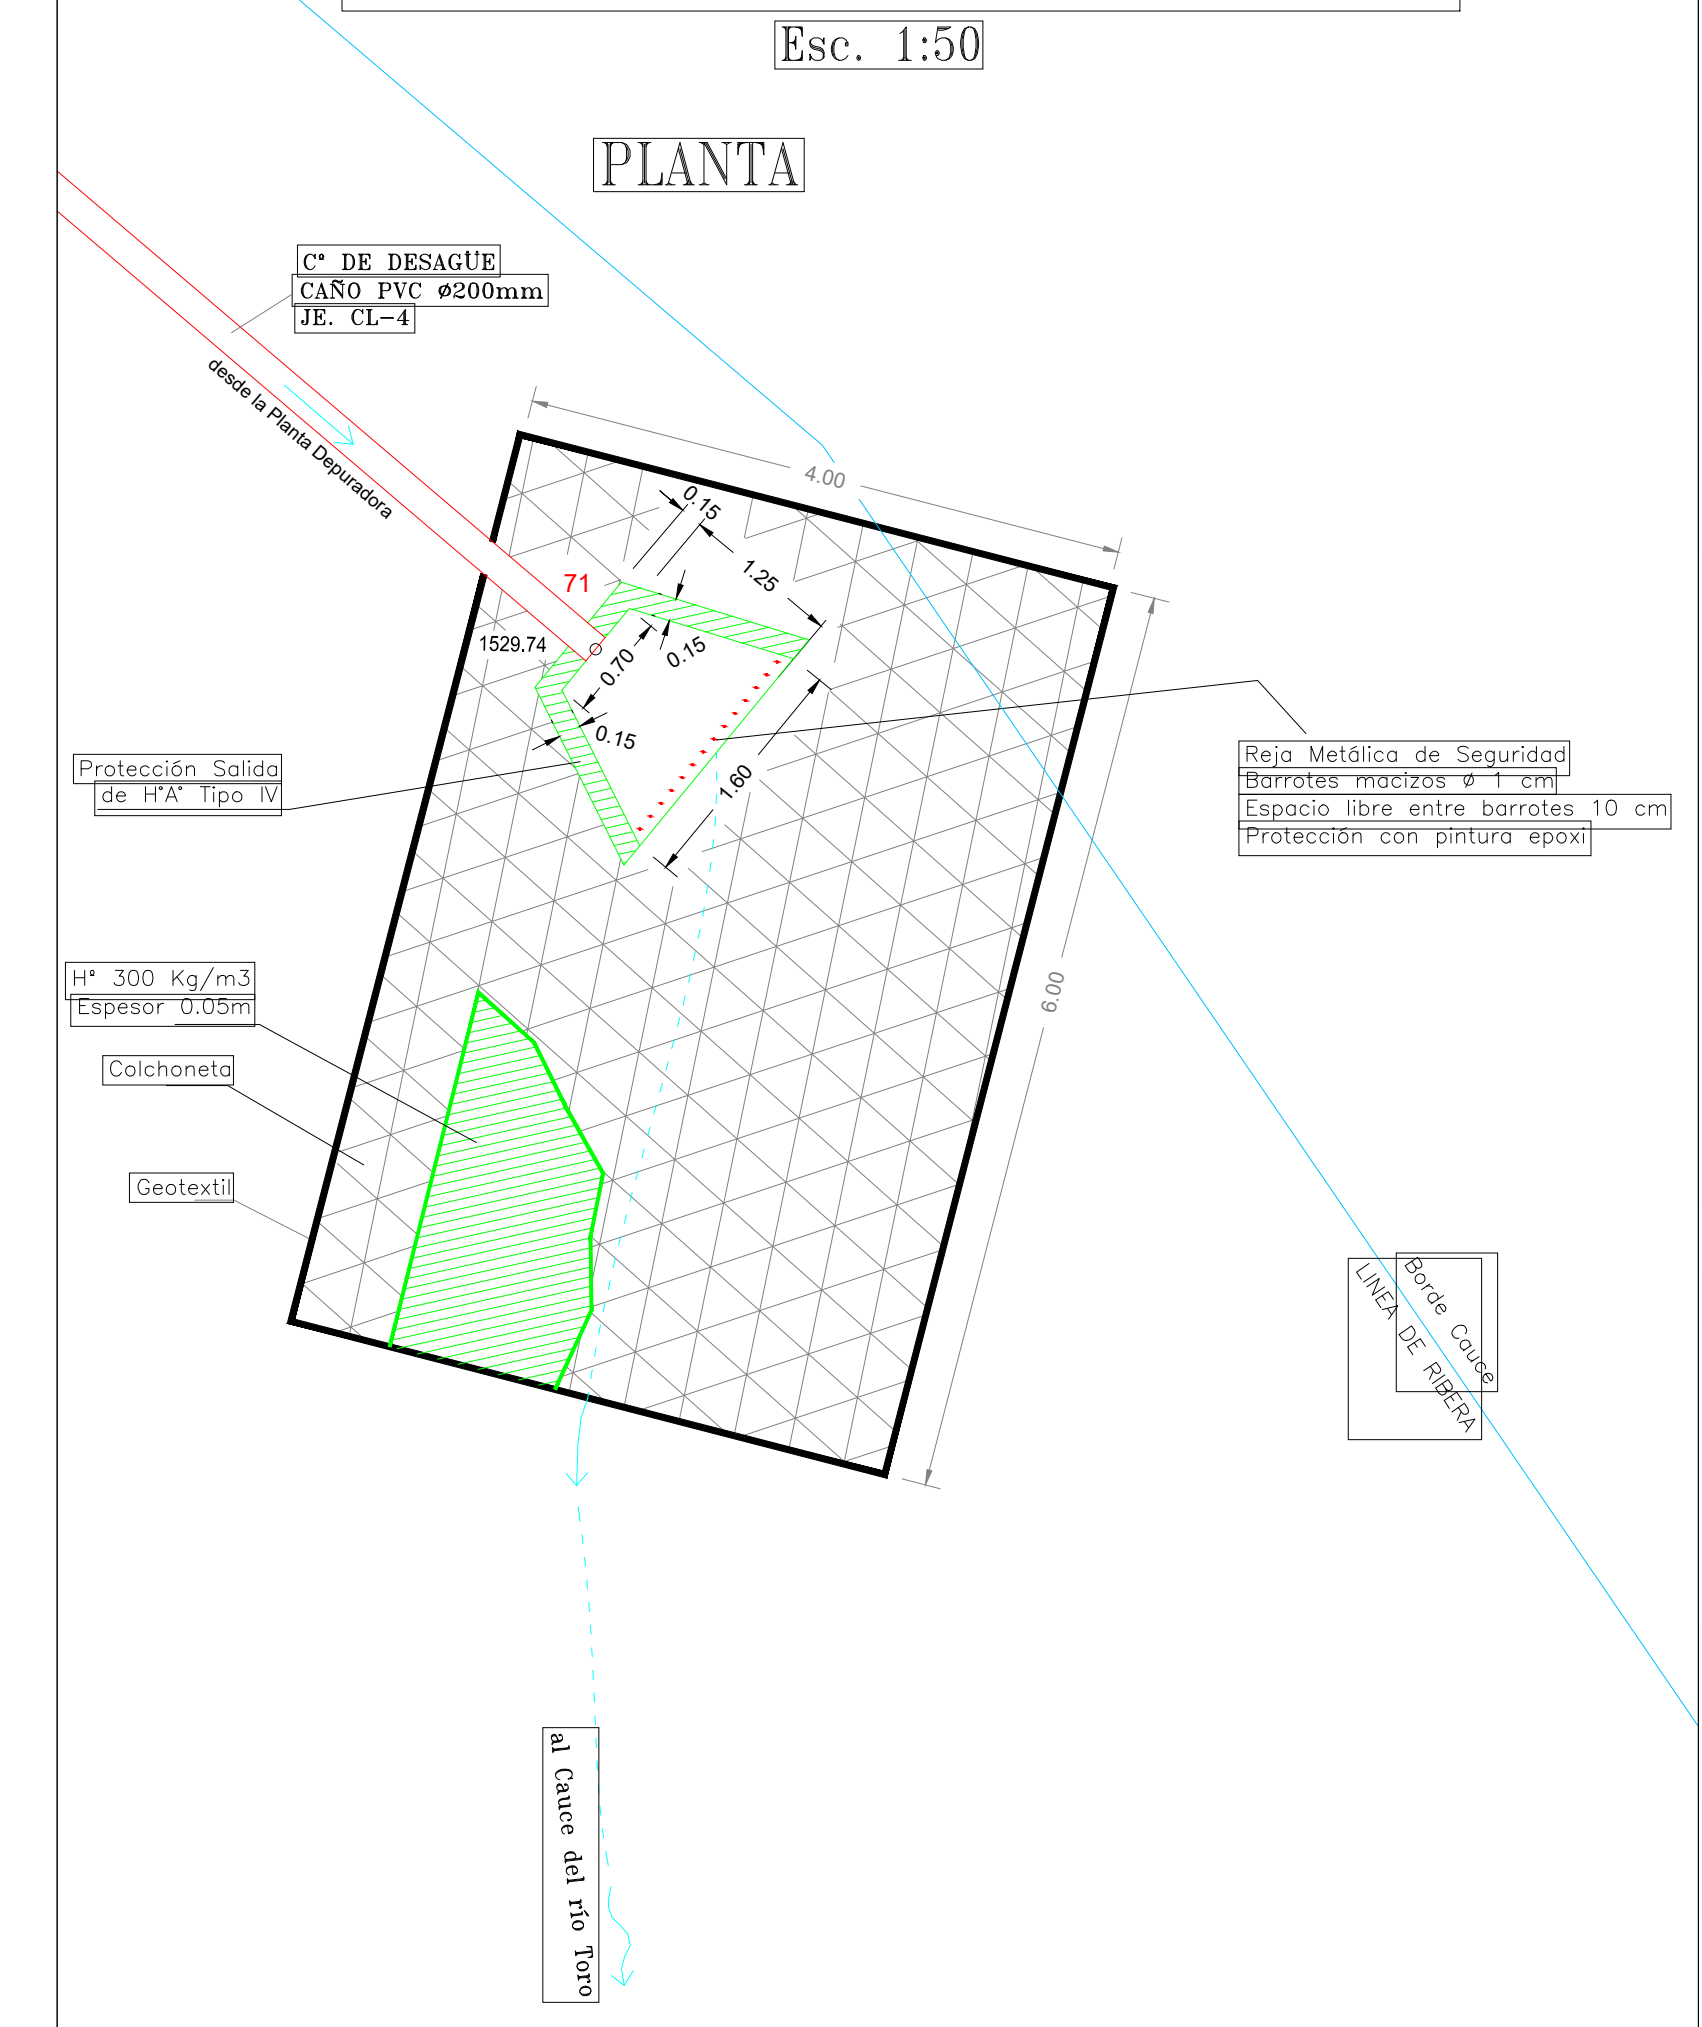 Esc. 1:50
PLANTA
Cº DE DESAGÜE
CAÑO PVC Ø200mm
JE. CL-4
desde la Planta Depuradora
4.00
0.15
1.25
71
1529.74
0.70
0.15
0.15
1.60
Reja Metálica de Seguridad
Barrotes macizos Ø 1 cm
Espacio libre entre barrotes 10 cm
Protección con pintura epoxi
Protección Salida
de H°A° Tipo IV
6.00
Hº 300 Kg/m3
Espesor 0.05m
Colchoneta
Geotextil
Borde Cauce
LINEA DE RIBERA
al Cauce del río Toro